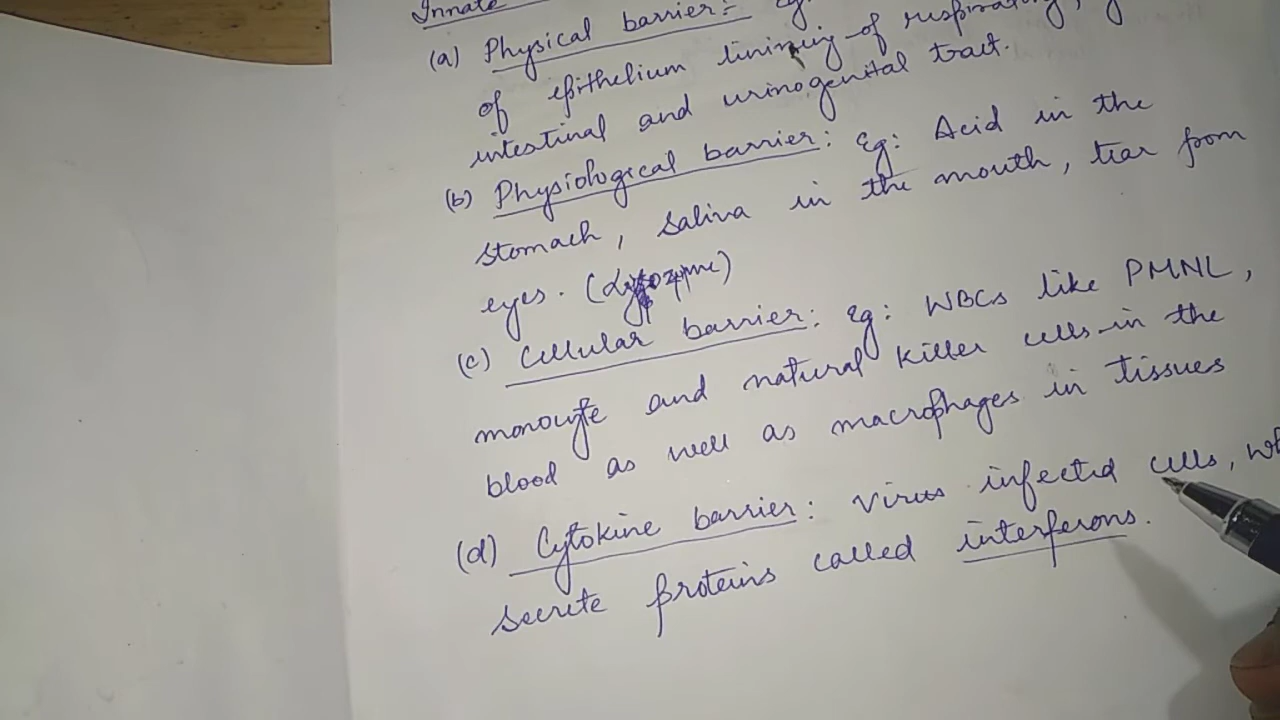 Innate
(a) Physical barrier:-
of epithelium lining of respiratory,
intestinal and urinogenital tract.
(b) Physiological barrier: Eg: Acid in the
stomach, saliva in the mouth, tear from
eyes. (Lysozyme)
(c) Cellular barrier: Eg: WBCs like PMNL,
monocyte and natural killer cells in the
blood as well as macrophages in tissues
(d) Cytokine barrier: Virus infected cells,
secrete proteins called interferons.